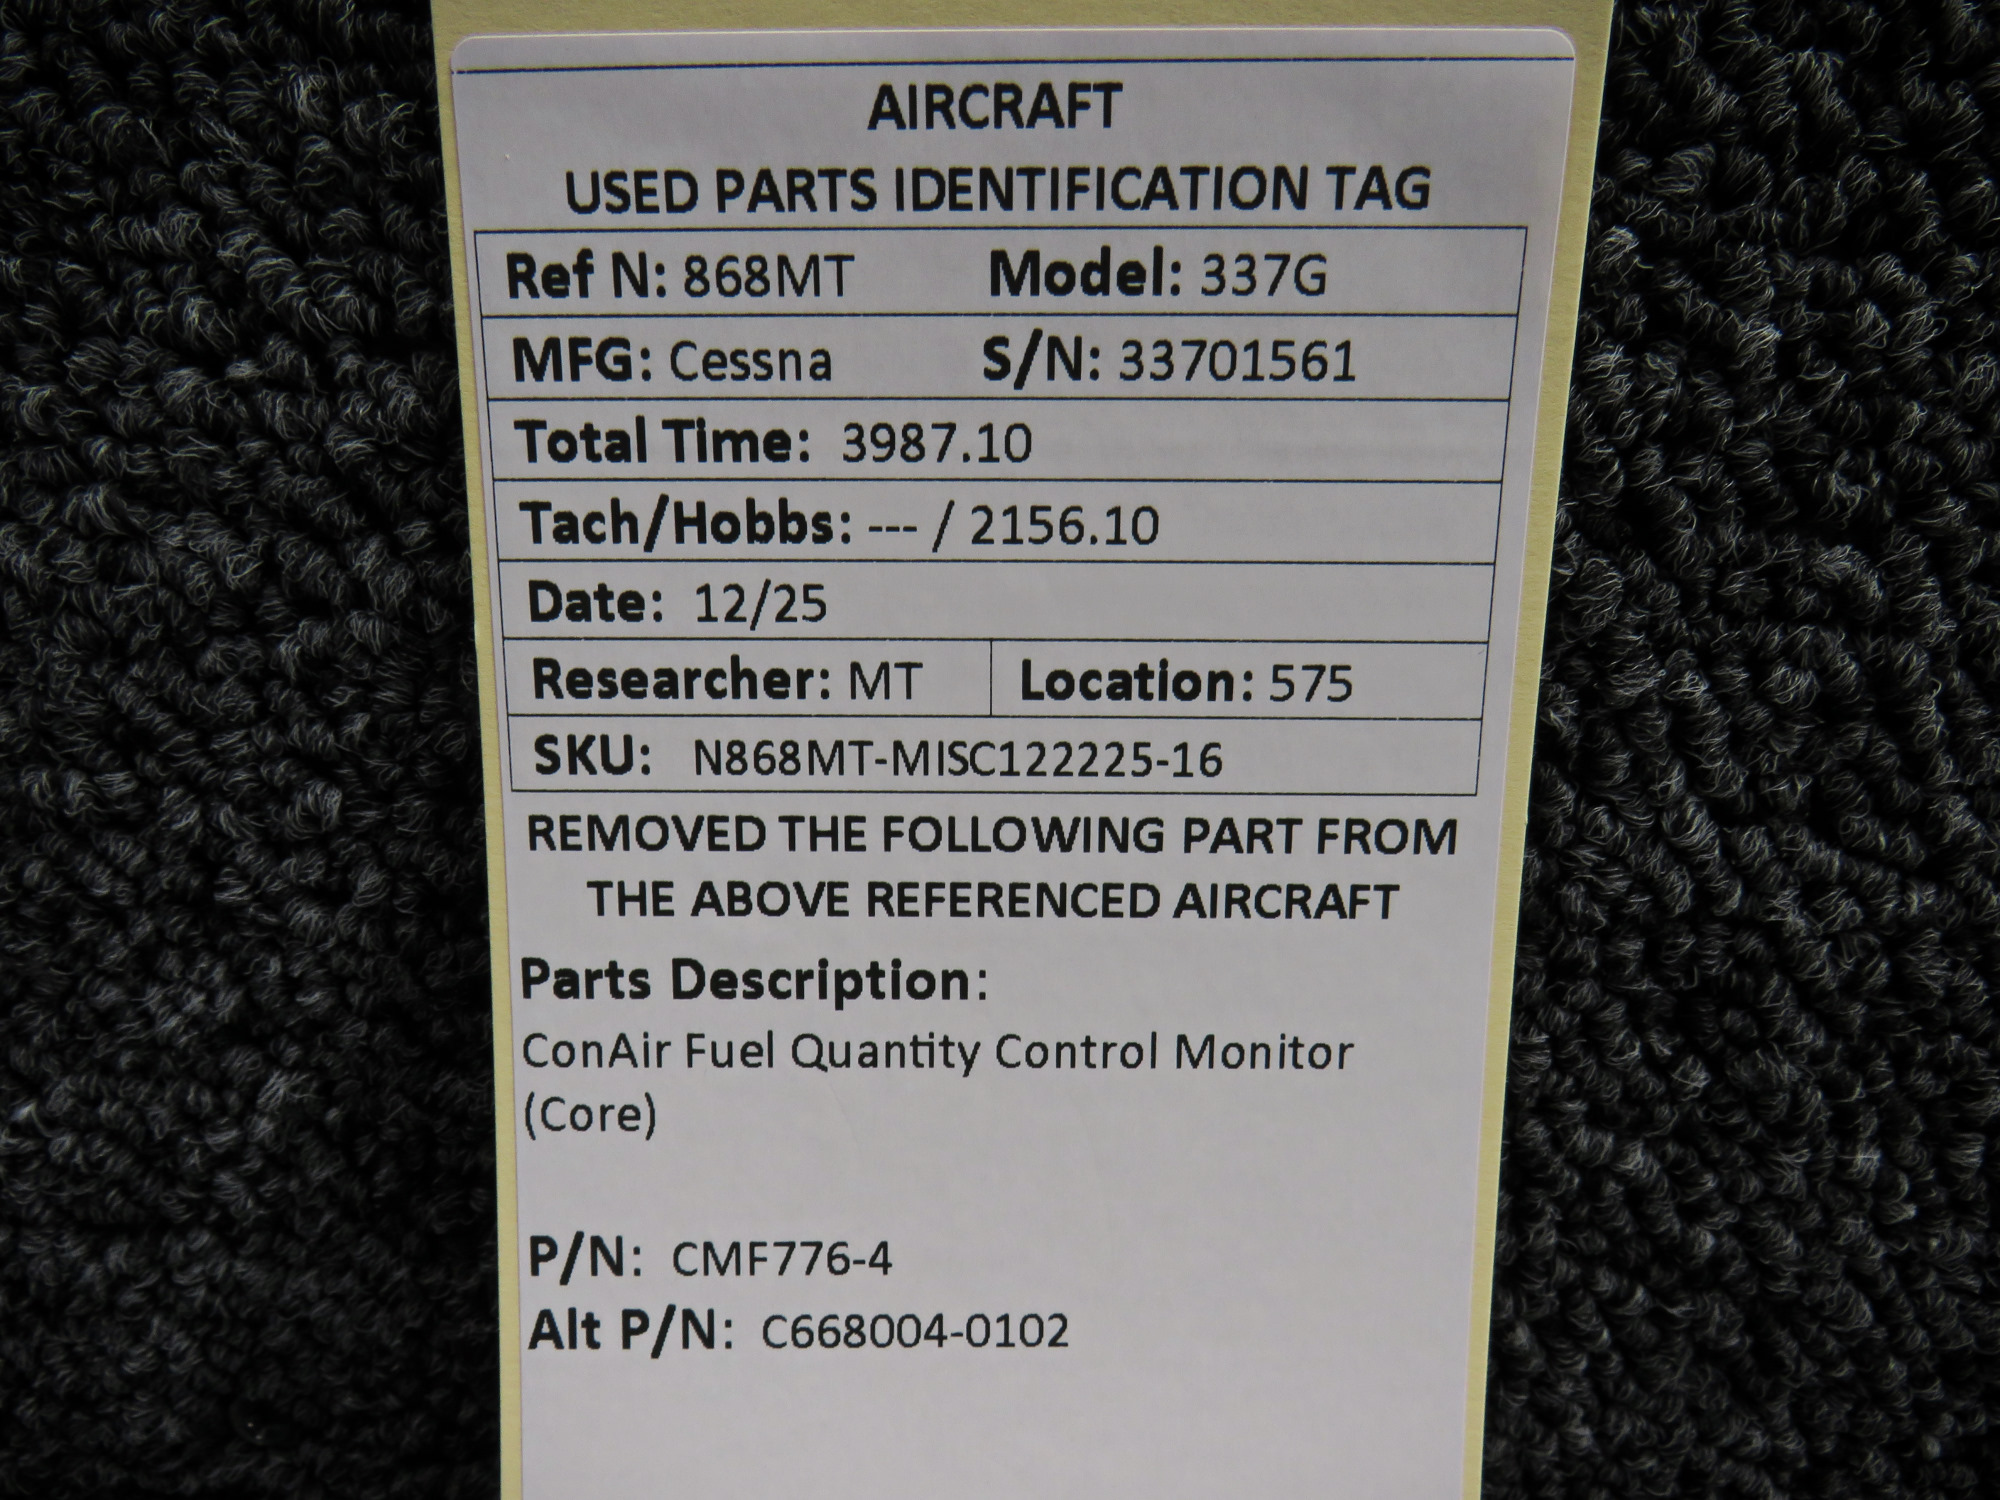 AIRCRAFT
USED PARTS IDENTIFICATION TAG
Ref N: 868MT Model: 337G
MFG: Cessna S/N: 33701561
Total Time: 3987.10
Tach/Hobbs: --- / 2156.10
Date: 12/25
Researcher: MT Location: 575
SKU: N868MT-MISC122225-16
REMOVED THE FOLLOWING PART FROM
THE ABOVE REFERENCED AIRCRAFT
Parts Description:
ConAir Fuel Quantity Control Monitor
(Core)
P/N: CMF776-4
Alt P/N: C668004-0102